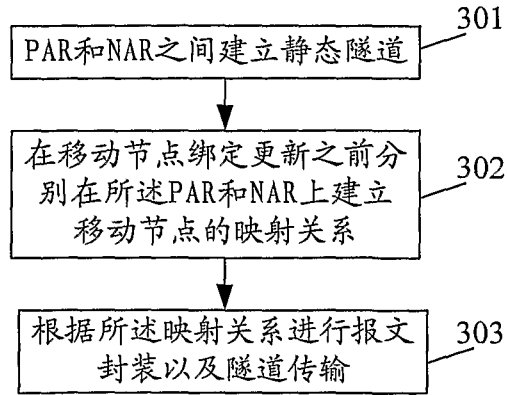 301
PAR和NAR之间建立静态隧道
302
在移动节点绑定更新之前分
别在所述PAR和NAR上建立
移动节点的映射关系
303
根据所述映射关系进行报文
封装以及隧道传输